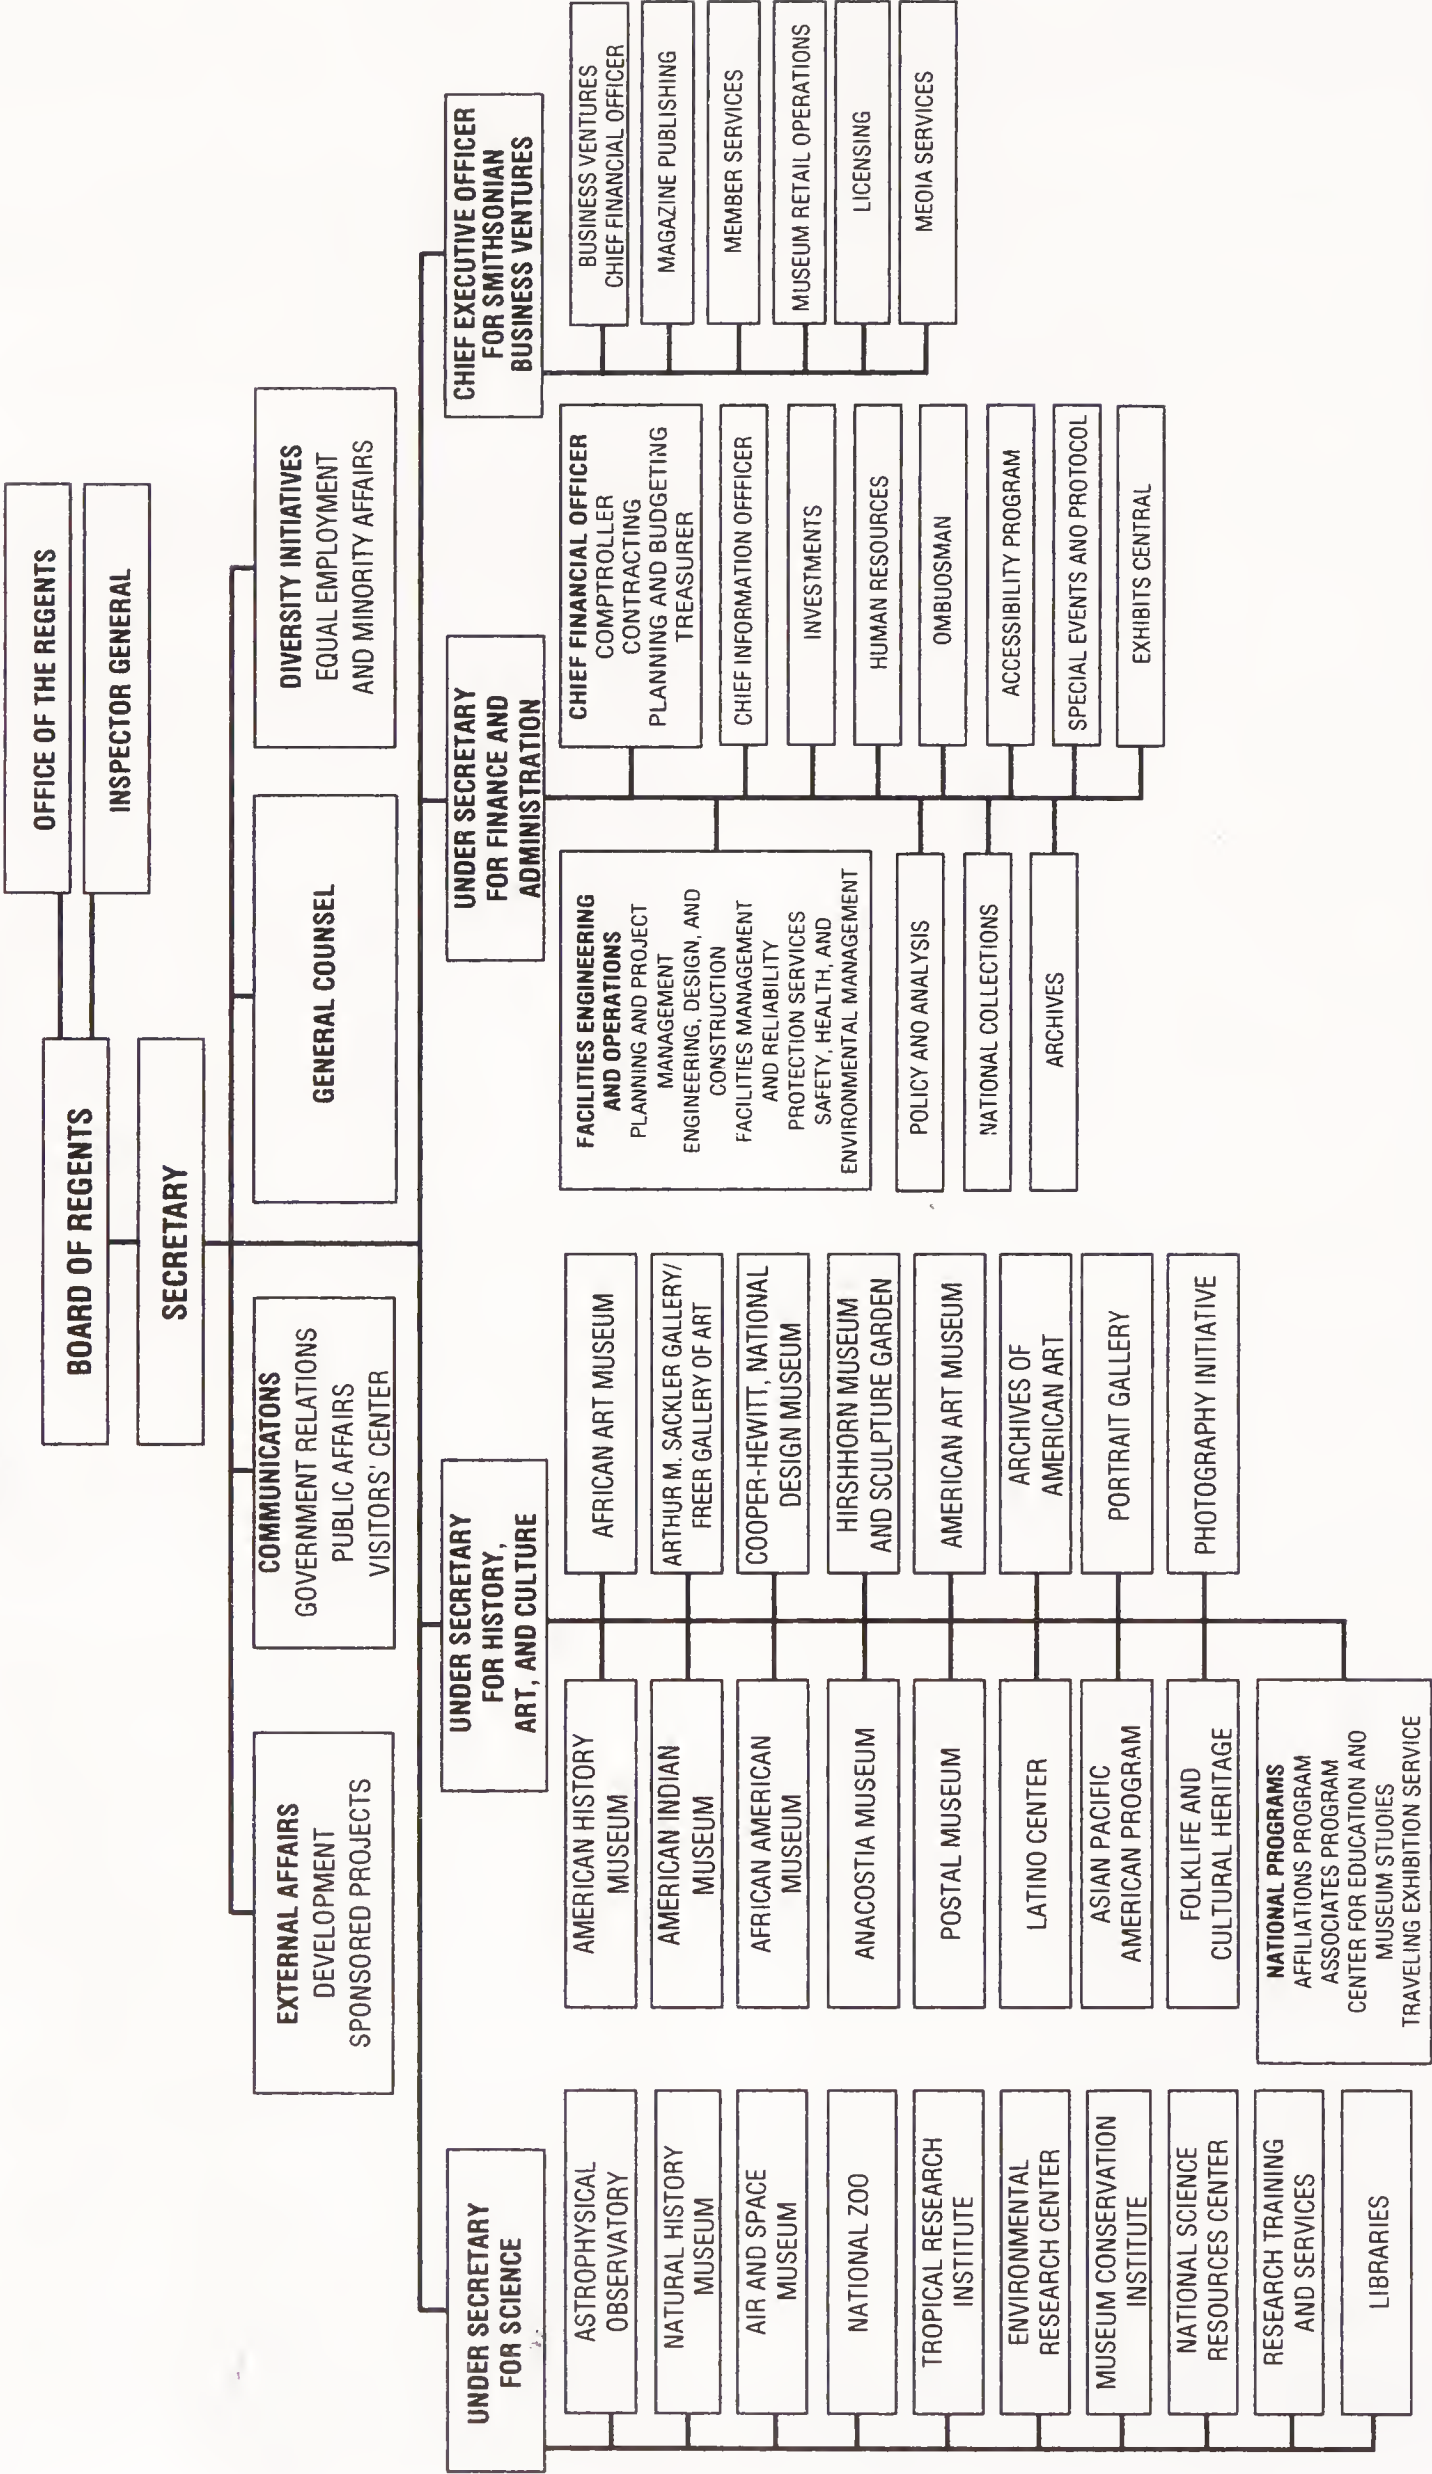 OFFICE OF THE REGENTS
INSPECTOR GENERAL
BOARD OF REGENTS
SECRETARY
EXTERNAL AFFAIRS
DEVELOPMENT
SPONSORED PROJECTS
COMMUNICATONS
GOVERNMENT RELATIONS
PUBLIC AFFAIRS
VISITORS' CENTER
GENERAL COUNSEL
DIVERSITY INITIATIVES
EQUAL EMPLOYMENT
AND MINORITY AFFAIRS
UNDER SECRETARY
FOR SCIENCE
ASTROPHYSICAL
OBSERVATORY
NATURAL HISTORY
MUSEUM
AIR AND SPACE
MUSEUM
NATIONAL ZOO
TROPICAL RESEARCH
INSTITUTE
ENVIRONMENTAL
RESEARCH CENTER
MUSEUM CONSERVATION
INSTITUTE
NATIONAL SCIENCE
RESOURCES CENTER
RESEARCH TRAINING
AND SERVICES
LIBRARIES
UNDER SECRETARY
FOR HISTORY,
ART, AND CULTURE
AMERICAN HISTORY
MUSEUM
AMERICAN INDIAN
MUSEUM
AFRICAN AMERICAN
MUSEUM
ANACOSTIA MUSEUM
POSTAL MUSEUM
LATINO CENTER
ASIAN PACIFIC
AMERICAN PROGRAM
FOLKLIFE AND
CULTURAL HERITAGE
NATIONAL PROGRAMS
AFFILIATIONS PROGRAM
ASSOCIATES PROGRAM
CENTER FOR EDUCATION ANO
MUSEUM STUOIES
TRAVELING EXHIBITION SERVICE
AFRICAN ART MUSEUM
ARTHUR M. SACKLER GALLERY/
FREER GALLERY OF ART
COOPER-HEWITT, NATIONAL
DESIGN MUSEUM
HIRSHHORN MUSEUM
AND SCULPTURE GARDEN
AMERICAN ART MUSEUM
ARCHIVES OF
AMERICAN ART
PORTRAIT GALLERY
PHOTOGRAPHY INITIATIVE
UNDER SECRETARY
FOR FINANCE AND
ADMINISTRATION
FACILITIES ENGINEERING
AND OPERATIONS
PLANNING AND PROJECT
MANAGEMENT
ENGINEERING, DESIGN, AND
CONSTRUCTION
FACILITIES MANAGEMENT
AND RELIABILITY
PROTECTION SERVICES
SAFETY, HEALTH, AND
ENVIRONMENTAL MANAGEMENT
POLICY ANO ANALYSIS
NATIONAL COLLECTIONS
ARCHIVES
CHIEF FINANCIAL OFFICER
COMPTROLLER
CONTRACTING
PLANNING AND BUDGETING
TREASURER
CHIEF INFORMATION OFFICER
INVESTMENTS
HUMAN RESOURCES
OMBUOSMAN
ACCESSIBILITY PROGRAM
SPECIAL EVENTS AND PROTOCOL
EXHIBITS CENTRAL
CHIEF EXECUTIVE OFFICER
FOR SMITHSONIAN
BUSINESS VENTURES
BUSINESS VENTURES
CHIEF FINANCIAL OFFICER
MAGAZINE PUBLISHING
MEMBER SERVICES
MUSEUM RETAIL OPERATIONS
LICENSING
MEOIA SERVICES